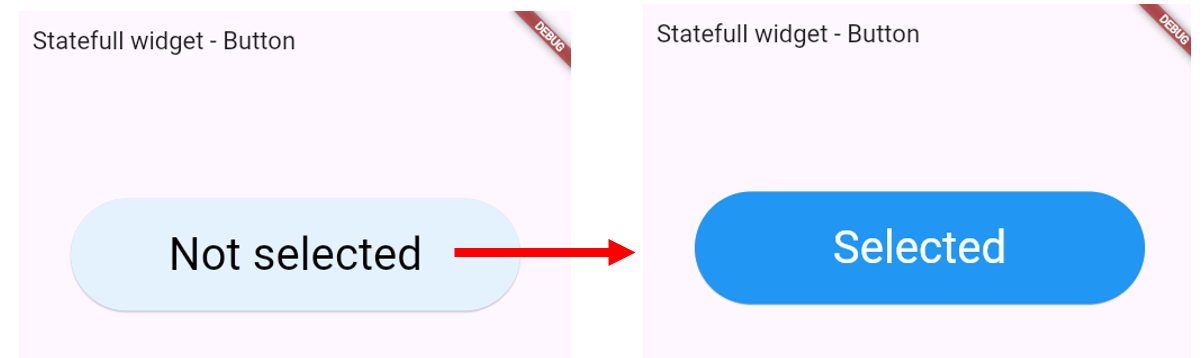 Statefull widget - Button
DEBUG
Not selected
Statefull widget - Button
DEBUG
Selected